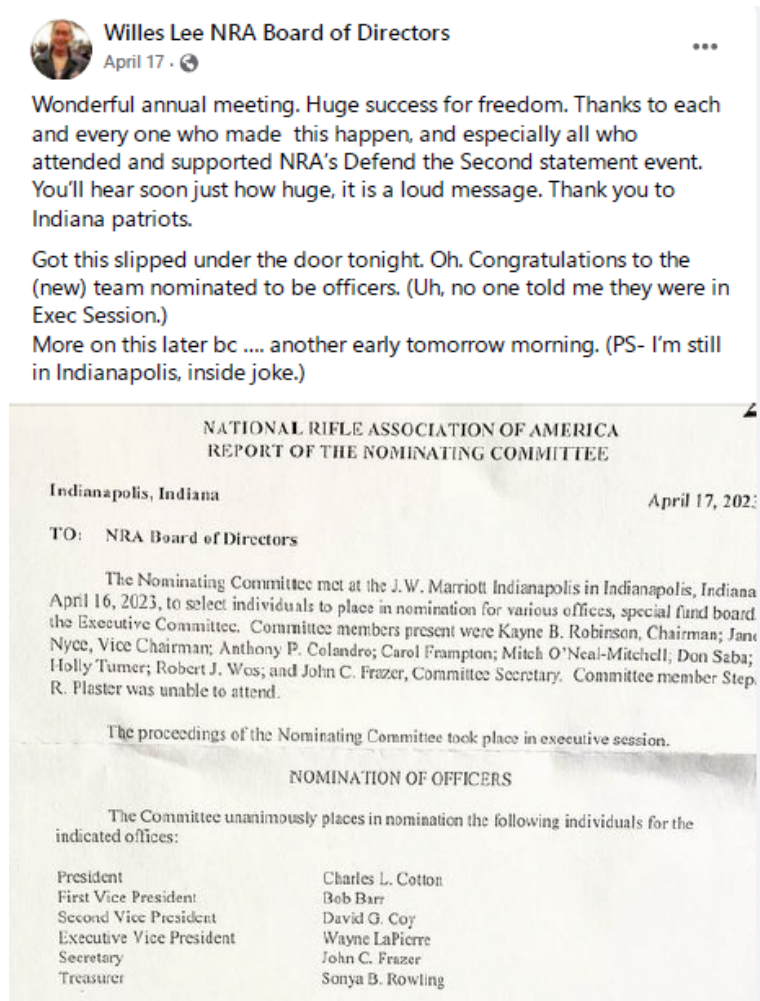 Willes Lee NRA Board of Directors
April 17 ·
Wonderful annual meeting. Huge success for freedom. Thanks to each
and every one who made this happen, and especially all who
attended and supported NRA's Defend the Second statement event.
You'll hear soon just how huge, it is a loud message. Thank you to
Indiana patriots.
Got this slipped under the door tonight. Oh. Congratulations to the
(new) team nominated to be officers. (Uh, no one told me they were in
Exec Session.)
More on this later bc .... another early tomorrow morning. (PS- I'm still
in Indianapolis, inside joke.)
NATIONAL RIFLE ASSOCIATION OF AMERICA
REPORT OF THE NOMINATING COMMITTEE
Indianapolis, Indiana
April 17, 202
TO: NRA Board of Directors
The Nominating Committee met at the J.W. Marriott Indianapolis in Indianapolis, Indiana
April 16, 2023, to select individuals to place in nomination for various offices, special fund board
the Executive Committee. Committee members present were Kayne B. Robinson, Chairman; Jan
Nyce, Vice Chairman; Anthony P. Colandro; Carol Frampton; Mitch O'Neal-Mitchell; Don Saba;
Holly Turner; Robert J. Wos; and John C. Frazer, Committee Secretary. Committee member Step
R. Plaster was unable to attend.
The proceedings of the Nominating Committee took place in executive session.
NOMINATION OF OFFICERS
The Committee unanimously places in nomination the following individuals for the
indicated offices:
President Charles L. Cotton
First Vice President Bob Barr
Second Vice President David G. Coy
Executive Vice President Wayne LaPierre
Secretary John C. Frazer
Treasurer Sonya B. Rowling